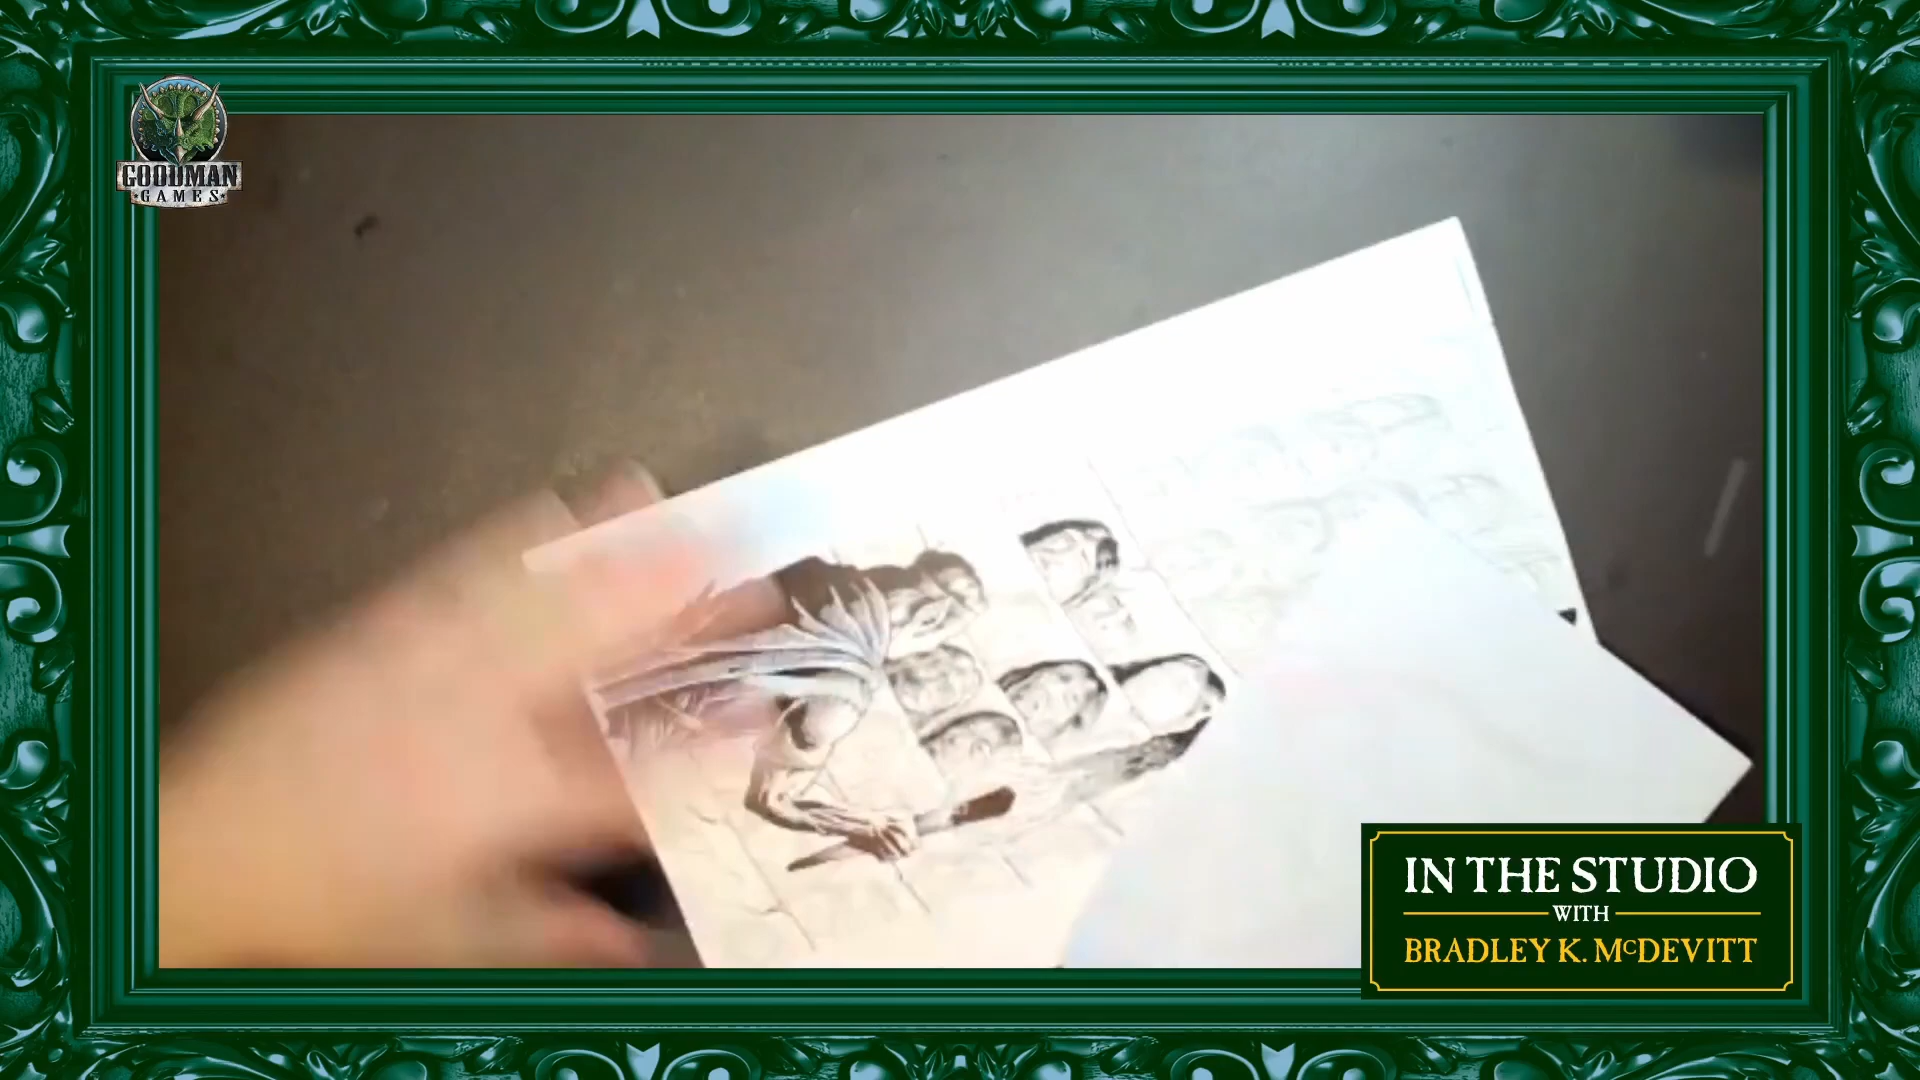 GOODMAN
GAMES
IN THE STUDIO
WITH
BRADLEY K. McDEVITT